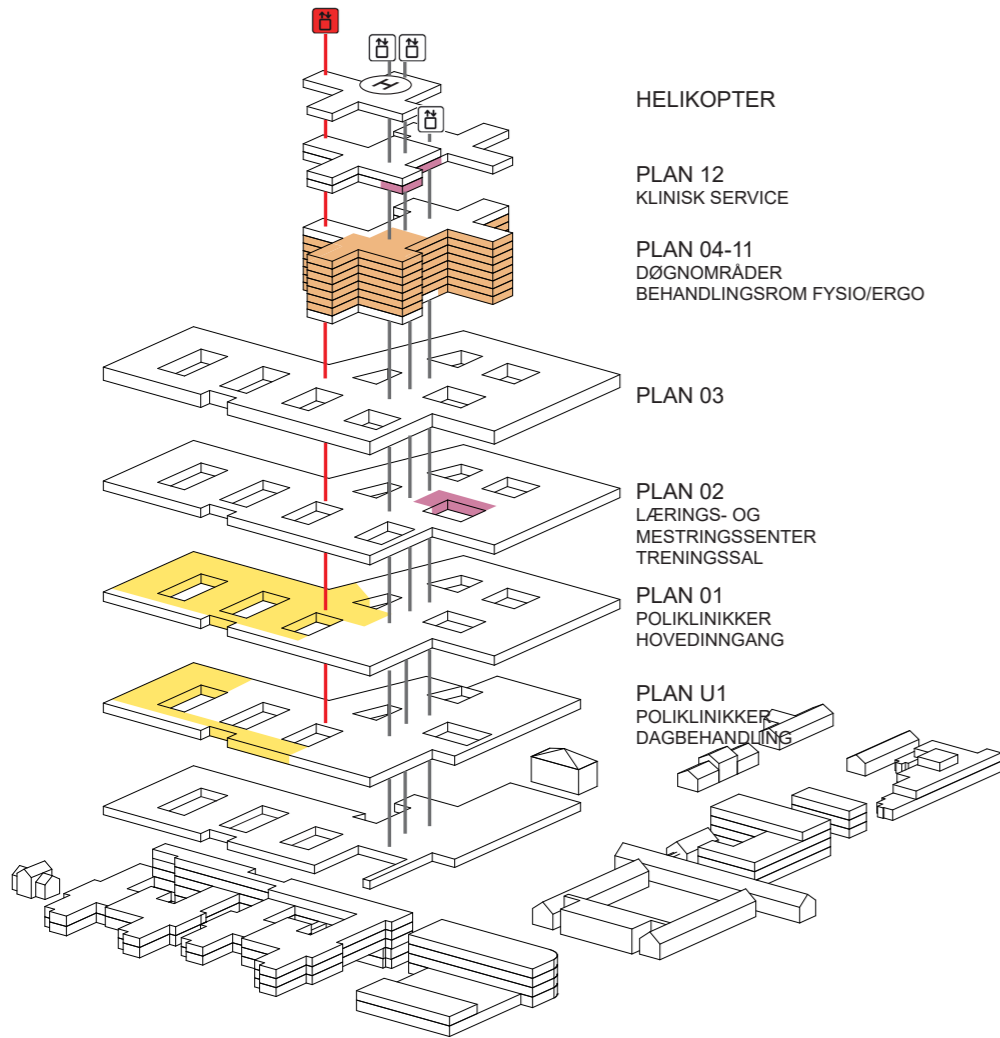 H
HELIKOPTER
PLAN 12
KLINISK SERVICE
PLAN 04-11
DØGNOMRÅDER
BEHANDLINGSROM FYSIO/ERGO
PLAN 03
PLAN 02
LÆRINGS- OG
MESTRINGSSENTER
TRENINGSSAL
PLAN 01
POLIKLINIKKER
HOVEDINNGANG
PLAN U1
POLIKLINIKKER
DAGBEHANDLING